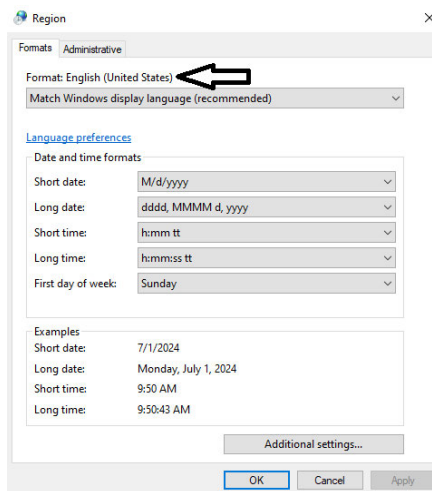 Region
Formats Administrative
Format: English (United States)
Match Windows display language (recommended)
Language preferences
Date and time formats
Short date: M/d/yyyy
Long date: dddd, MMMM d, yyyy
Short time: h:mm tt
Long time: h:mm:ss tt
First day of week: Sunday
Examples
Short date: 7/1/2024
Long date: Monday, July 1, 2024
Short time: 9:50 AM
Long time: 9:50:43 AM
Additional settings...
OK Cancel Apply